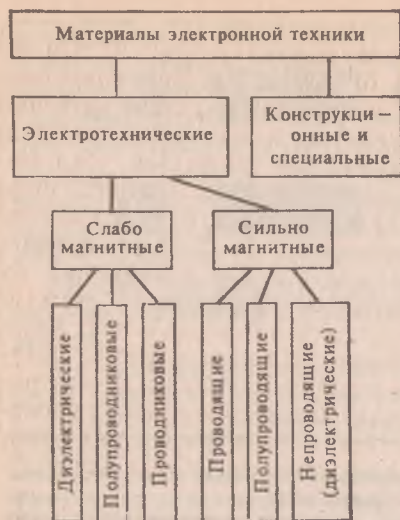 Материалы электронной техники
Электротехнические
Конструкци-
онные и
специальные
Слабо
магнитные
Сильно
магнитные
Диэлектрические
Полупроводниковые
Проводниковые
Проводящие
Полупроводящие
Непроводящие
(диэлектрические)